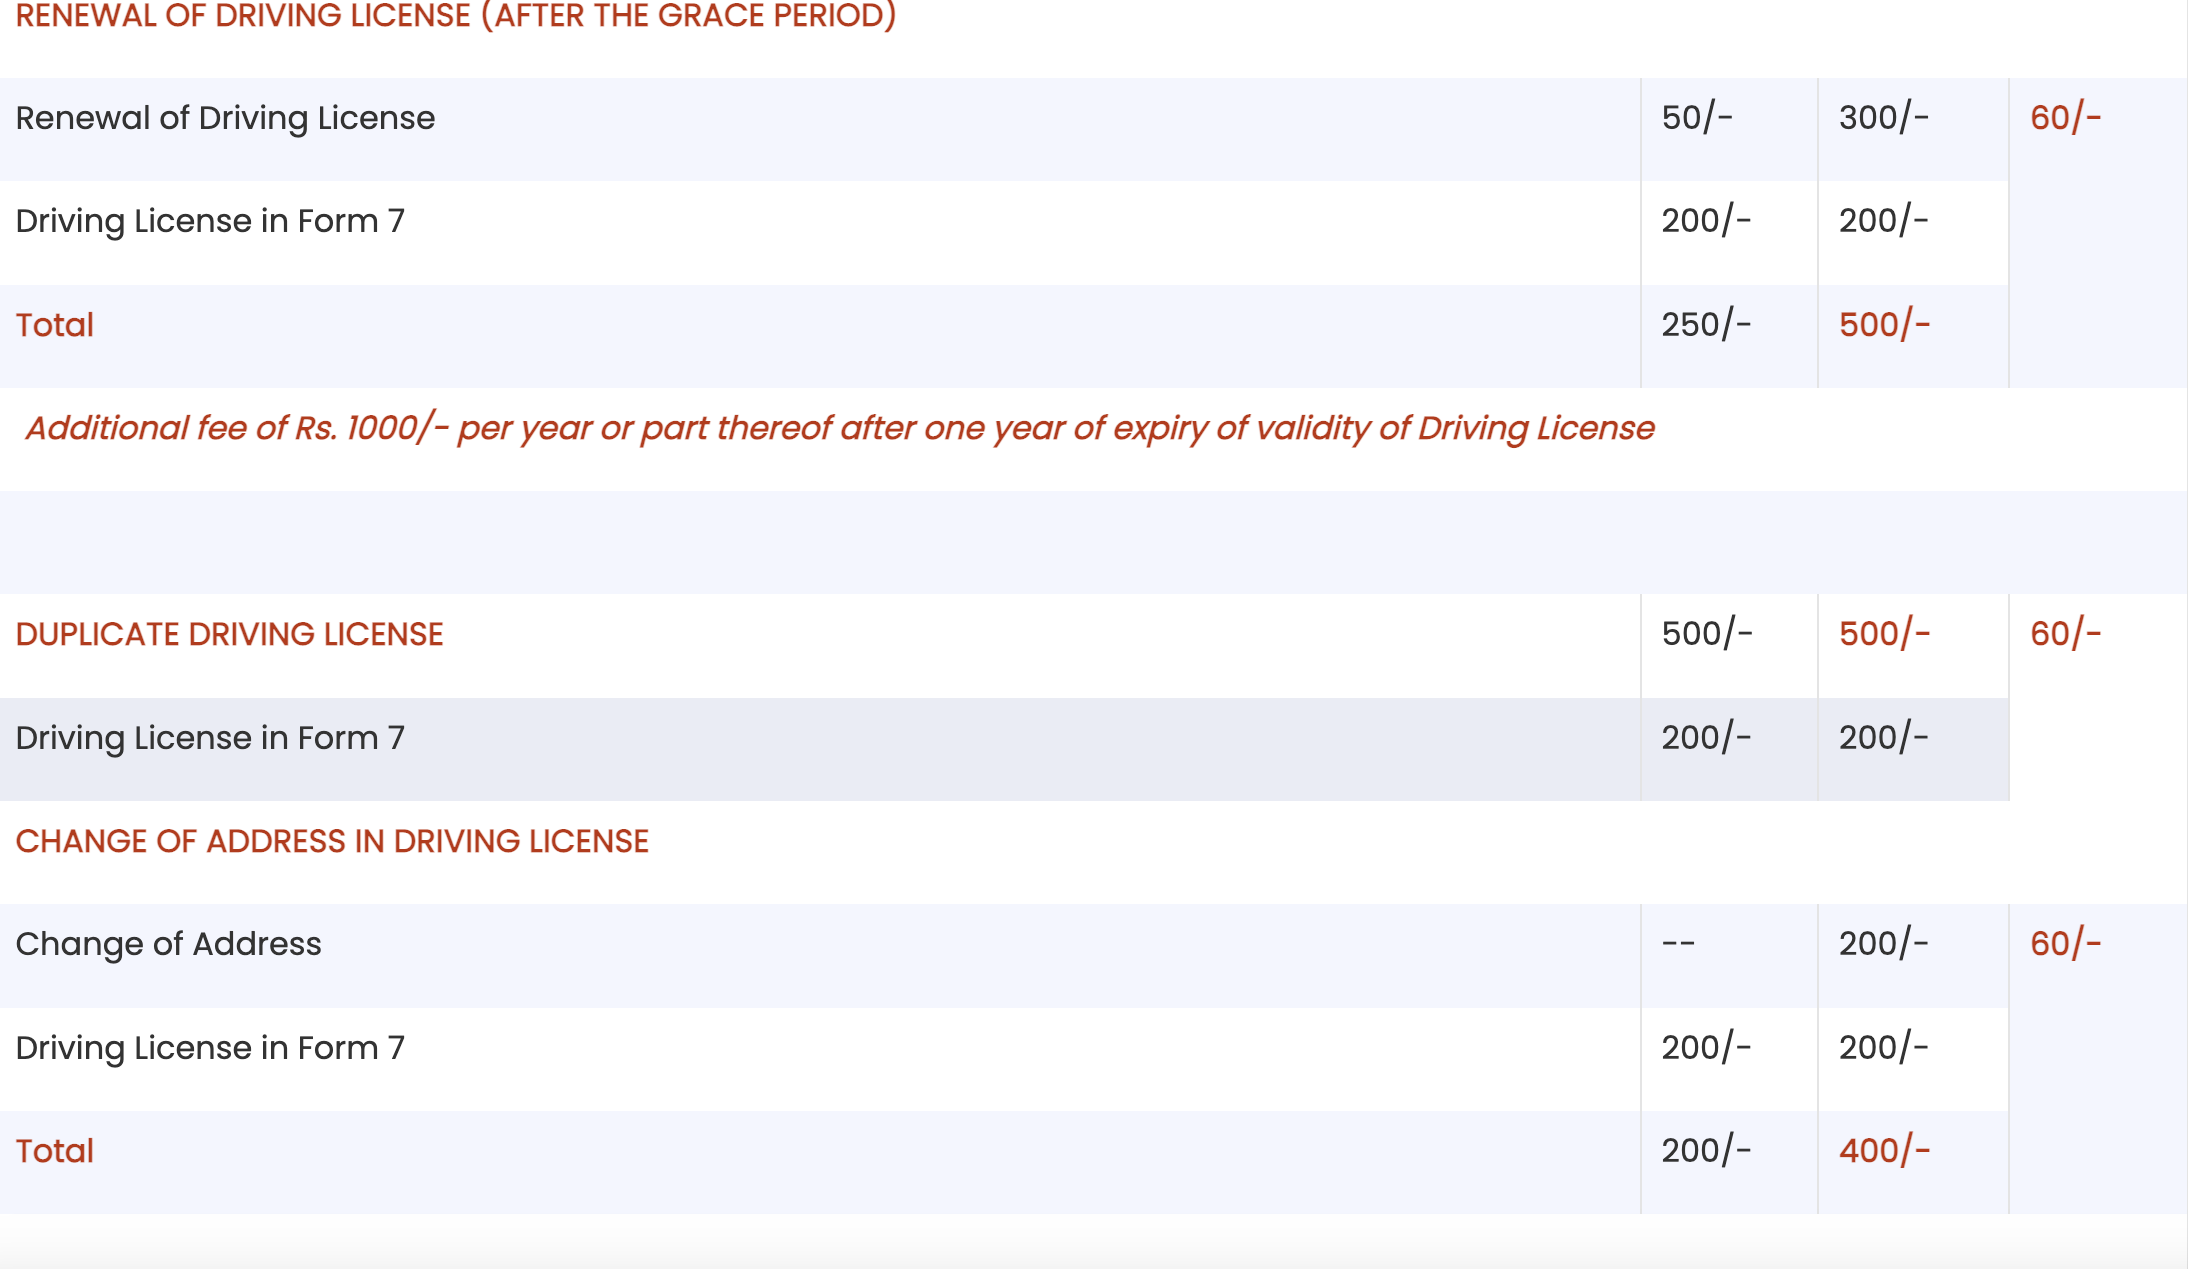 RENEWAL OF DRIVING LICENSE (AFTER THE GRACE PERIOD)
Renewal of Driving License 50/- 300/- 60/-
Driving License in Form 7 200/- 200/-
Total 250/- 500/-
Additional fee of Rs. 1000/- per year or part thereof after one year of expiry of validity of Driving License
DUPLICATE DRIVING LICENSE 500/- 500/- 60/-
Driving License in Form 7 200/- 200/-
CHANGE OF ADDRESS IN DRIVING LICENSE
Change of Address -- 200/- 60/-
Driving License in Form 7 200/- 200/-
Total 200/- 400/-